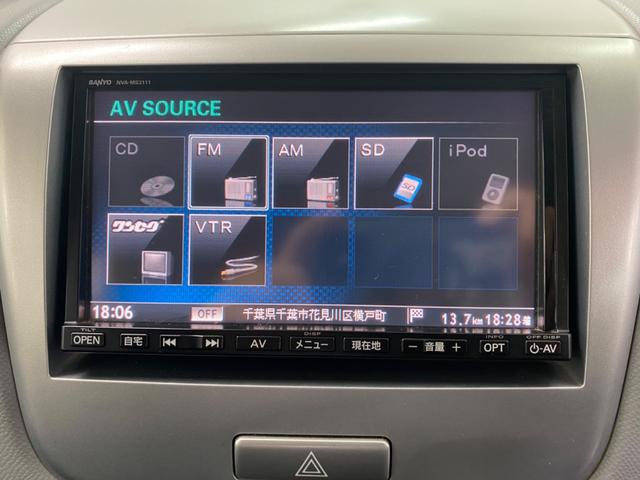 SANYO NVA-MS3111
AV SOURCE
CD FM AM SD iPod
SD
ワンセグ VTR
18:06 OFF 千葉県千葉市花見川区横戸町 13.7km 18:28着
TILT DISP INFO OFF DISP
OPEN 自宅 AV メニュー 現在地 − 音量 + OPT -AV